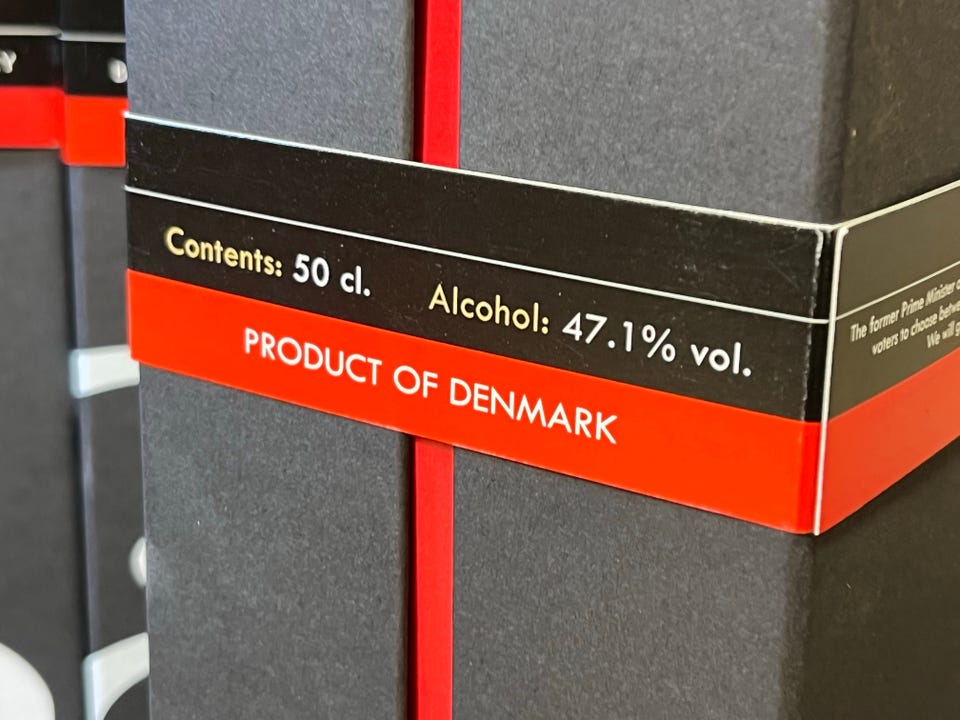 Contents: 50 cl. Alcohol: 47.1% vol.
PRODUCT OF DENMARK
The former Prime Minister
voters to choose
We will